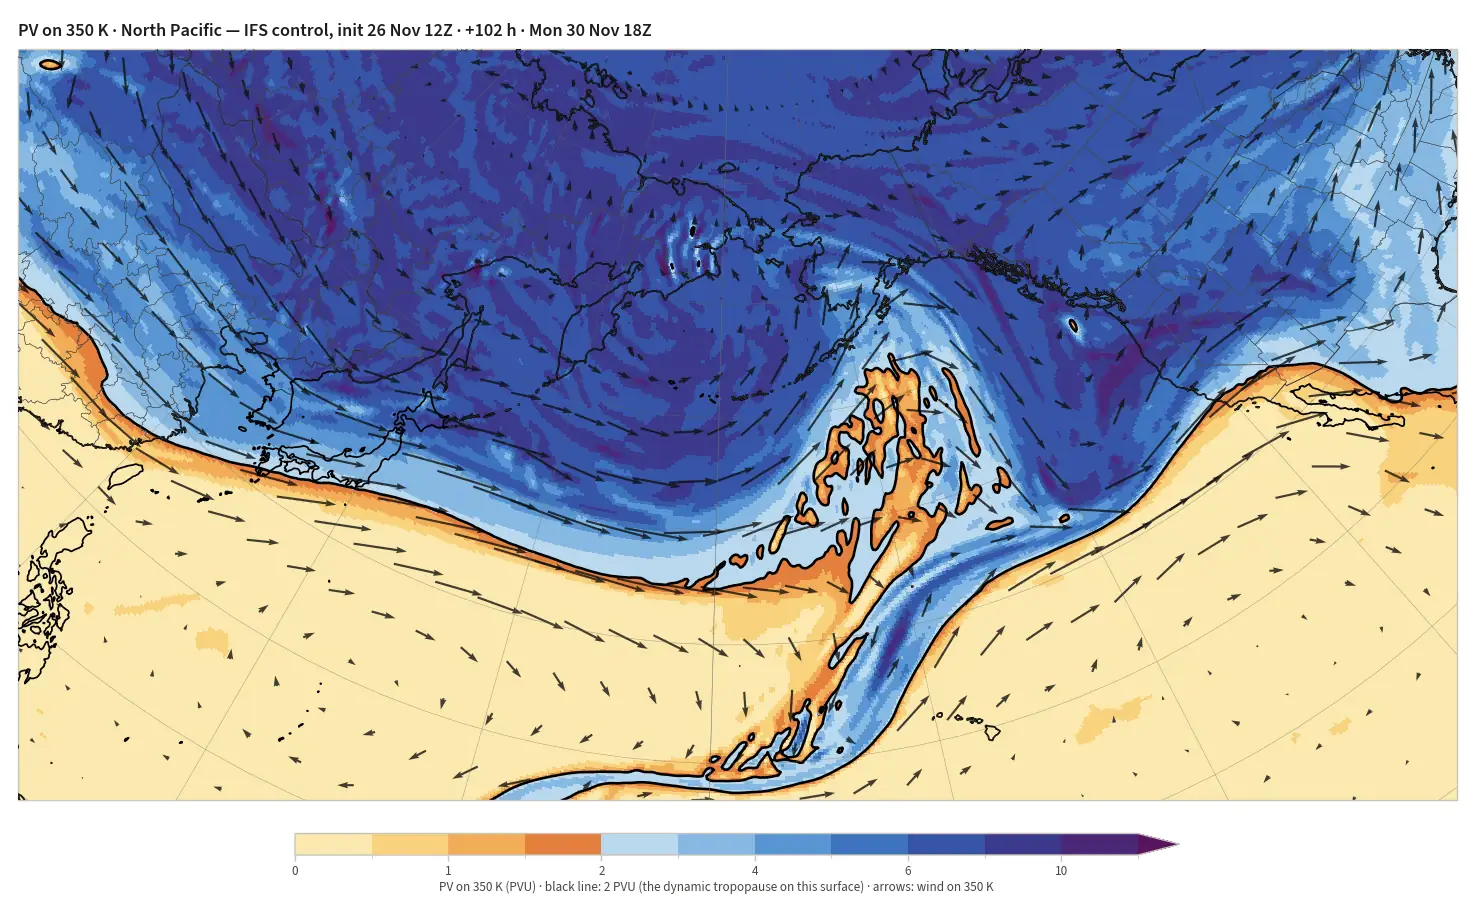 PV on 350 K · North Pacific — IFS control, init 26 Nov 12Z · +102 h · Mon 30 Nov 18Z
0 1 2 4 6 10
PV on 350 K (PVU) · black line: 2 PVU (the dynamic tropopause on this surface) · arrows: wind on 350 K